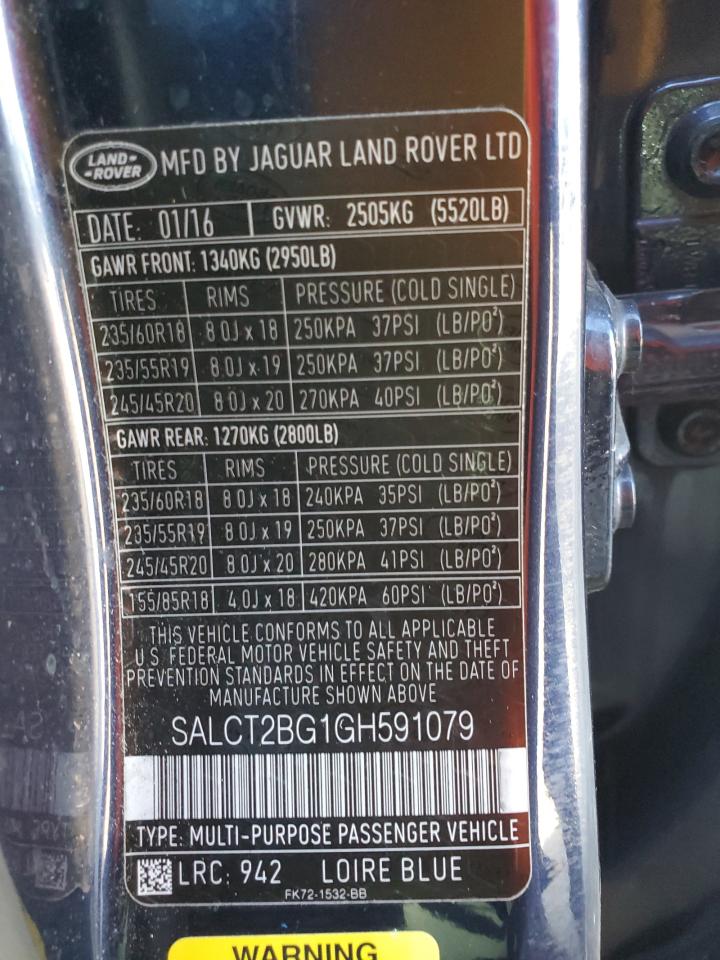 LAND-
-ROVER
MFD BY JAGUAR LAND ROVER LTD
DATE: 01/16 GVWR: 2505KG (5520LB)
GAWR FRONT: 1340KG (2950LB)
TIRES RIMS PRESSURE (COLD SINGLE)
235/60R18 8.0J x 18 250KPA 37PSI (LB/PO²)
235/55R19 8.0J x 19 250KPA 37PSI (LB/PO²)
245/45R20 8.0J x 20 270KPA 40PSI (LB/PO²)
GAWR REAR: 1270KG (2800LB)
TIRES RIMS PRESSURE (COLD SINGLE)
235/60R18 8.0J x 18 240KPA 35PSI (LB/PO²)
235/55R19 8.0J x 19 250KPA 37PSI (LB/PO²)
245/45R20 8.0J x 20 280KPA 41PSI (LB/PO²)
155/85R18 4.0J x 18 420KPA 60PSI (LB/PO²)
THIS VEHICLE CONFORMS TO ALL APPLICABLE
U.S. FEDERAL MOTOR VEHICLE SAFETY AND THEFT
PREVENTION STANDARDS IN EFFECT ON THE DATE OF
MANUFACTURE SHOWN ABOVE
SALCT2BG1GH591079
TYPE: MULTI-PURPOSE PASSENGER VEHICLE
LRC: 942 LOIRE BLUE
FK72-1532-BB
WARNING